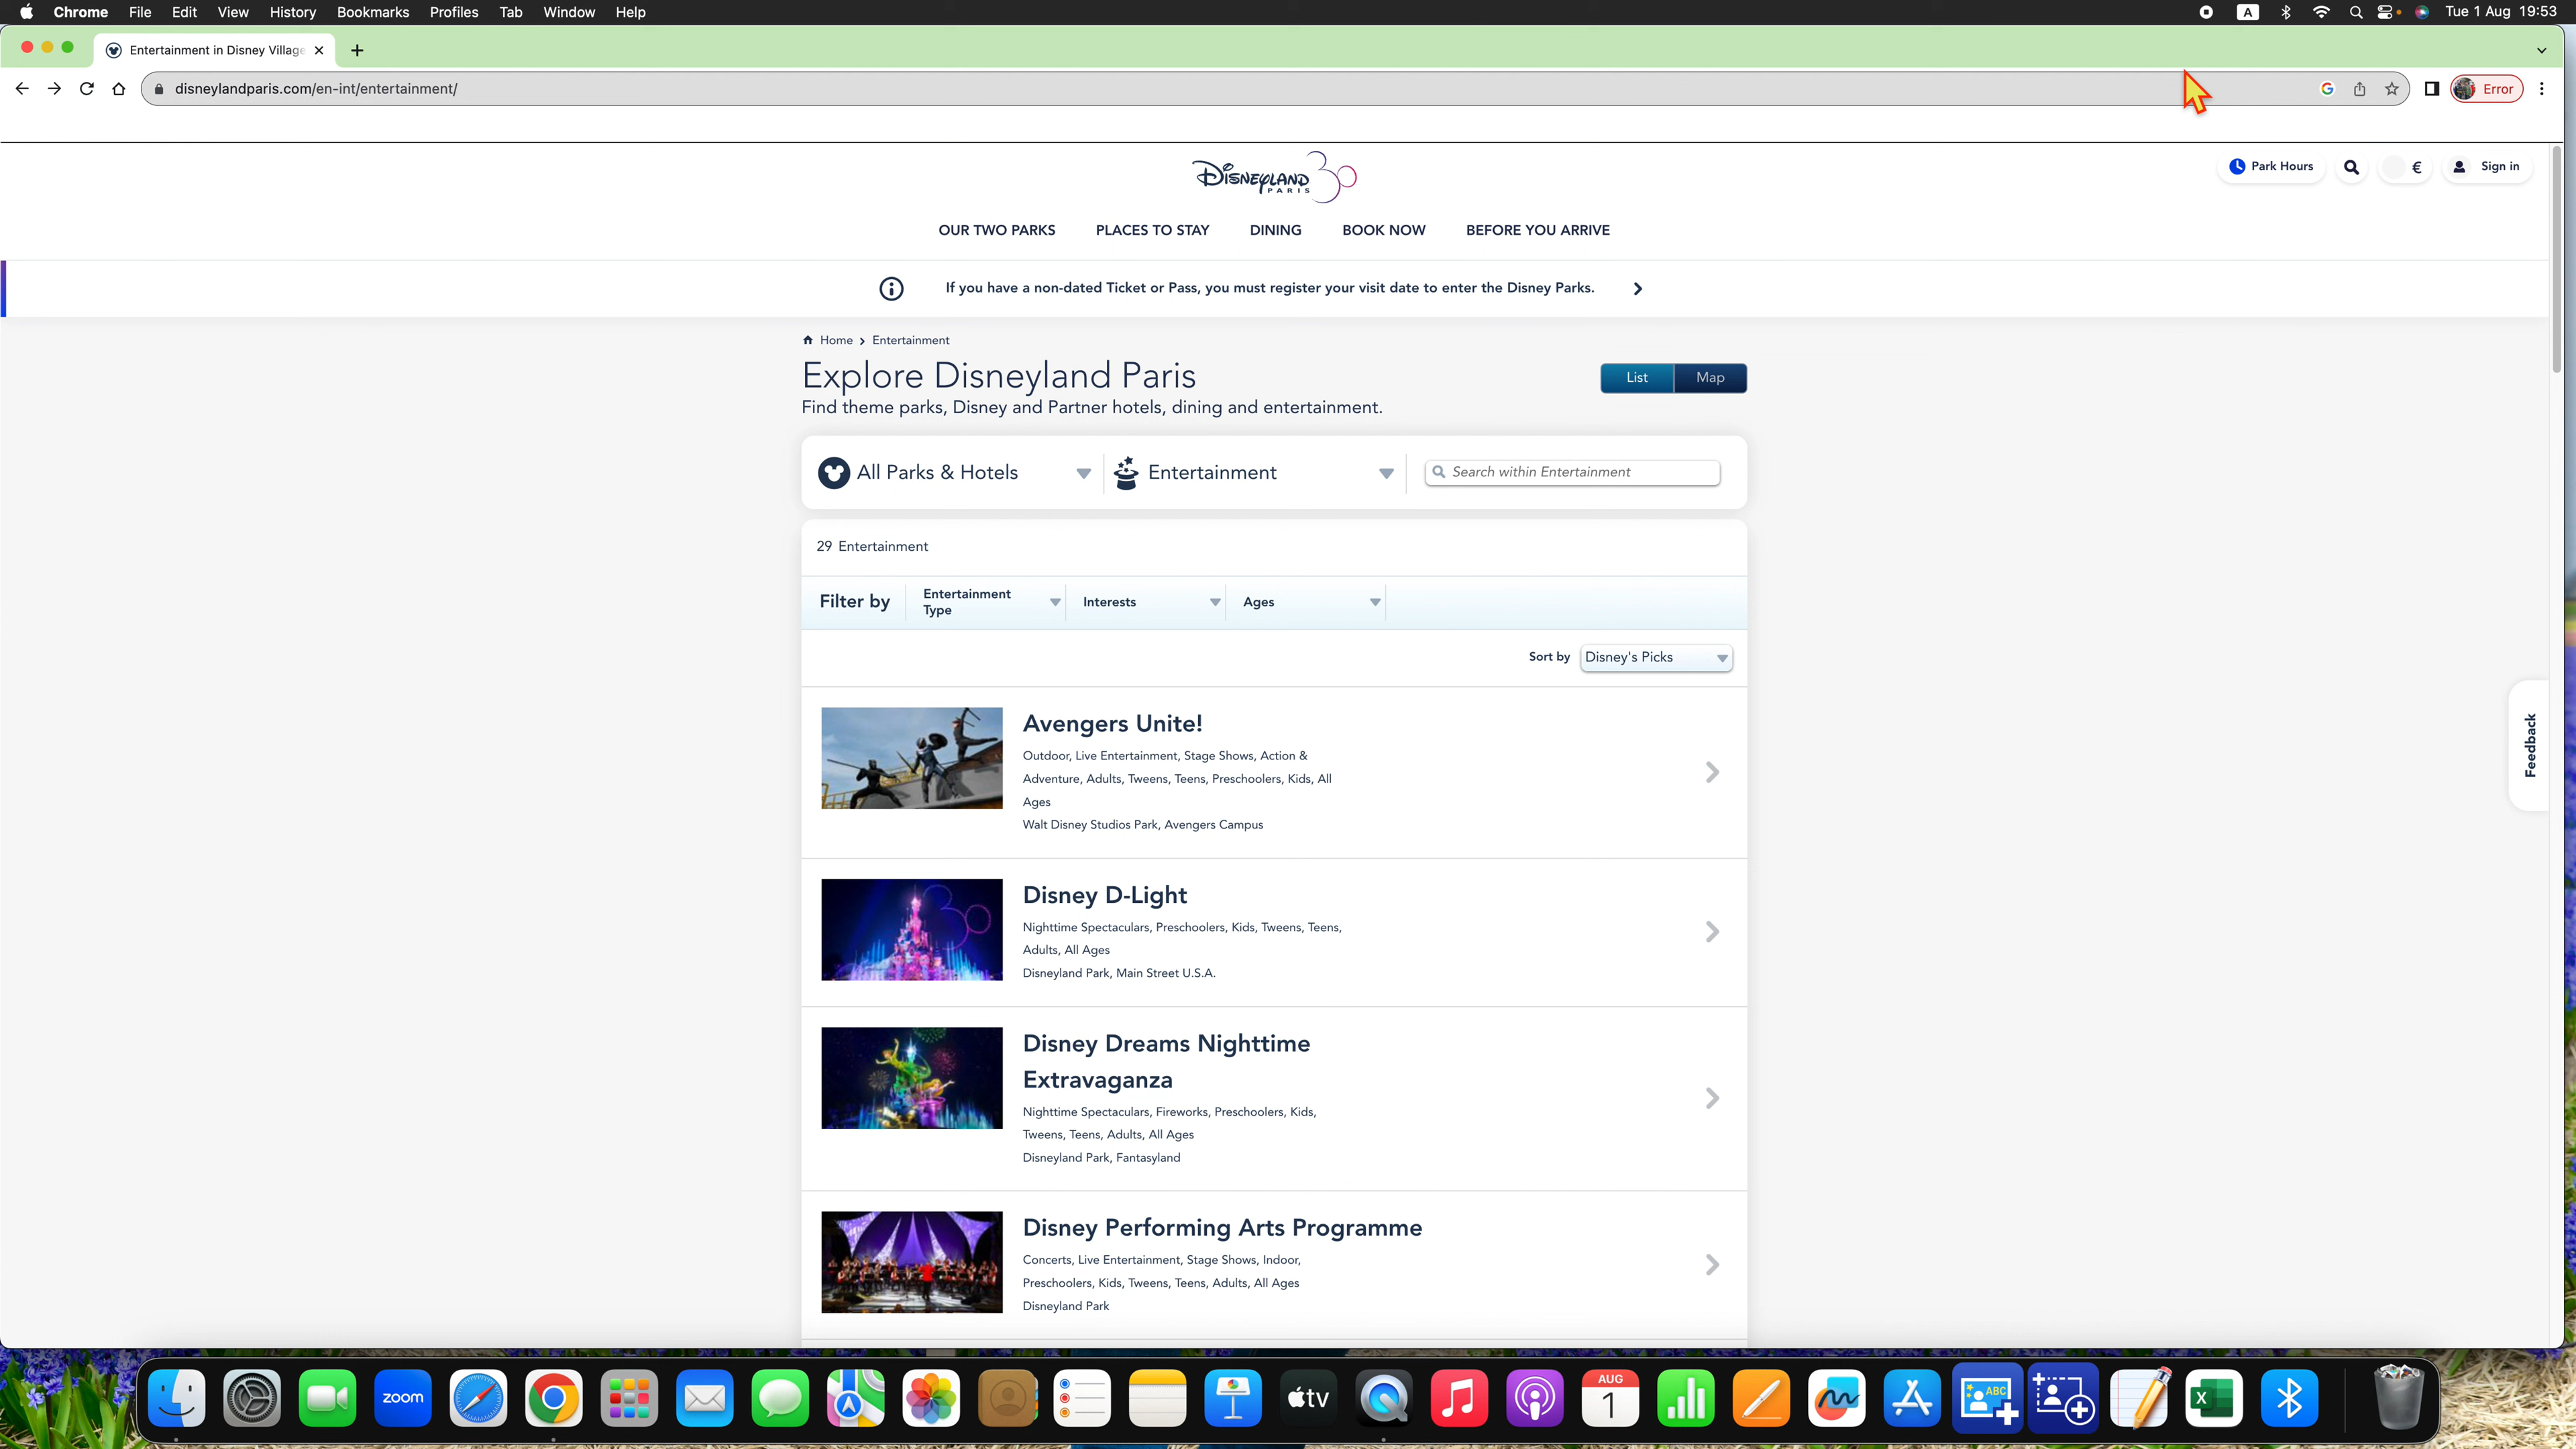 Chrome File Edit View History Bookmarks Profiles Tab Window Help
A Tue 1 Aug 19:53
Entertainment in Disney Village
disneylandparis.com/en-int/entertainment/
Error
Disneyland 30
PARIS
Park Hours
€
Sign in
OUR TWO PARKS PLACES TO STAY DINING BOOK NOW BEFORE YOU ARRIVE
If you have a non-dated Ticket or Pass, you must register your visit date to enter the Disney Parks.
Home > Entertainment
Explore Disneyland Paris
List Map
Find theme parks, Disney and Partner hotels, dining and entertainment.
All Parks & Hotels Entertainment Search within Entertainment
29 Entertainment
Filter by Entertainment Type Interests Ages
Sort by Disney's Picks
Avengers Unite!
Outdoor, Live Entertainment, Stage Shows, Action &
Adventure, Adults, Tweens, Teens, Preschoolers, Kids, All
Ages
Walt Disney Studios Park, Avengers Campus
Feedback
Disney D-Light
Nighttime Spectaculars, Preschoolers, Kids, Tweens, Teens,
Adults, All Ages
Disneyland Park, Main Street U.S.A.
Disney Dreams Nighttime
Extravaganza
Nighttime Spectaculars, Fireworks, Preschoolers, Kids,
Tweens, Teens, Adults, All Ages
Disneyland Park, Fantasyland
Disney Performing Arts Programme
Concerts, Live Entertainment, Stage Shows, Indoor,
Preschoolers, Kids, Tweens, Teens, Adults, All Ages
Disneyland Park
zoom
tv
AUG
1
ABC
X